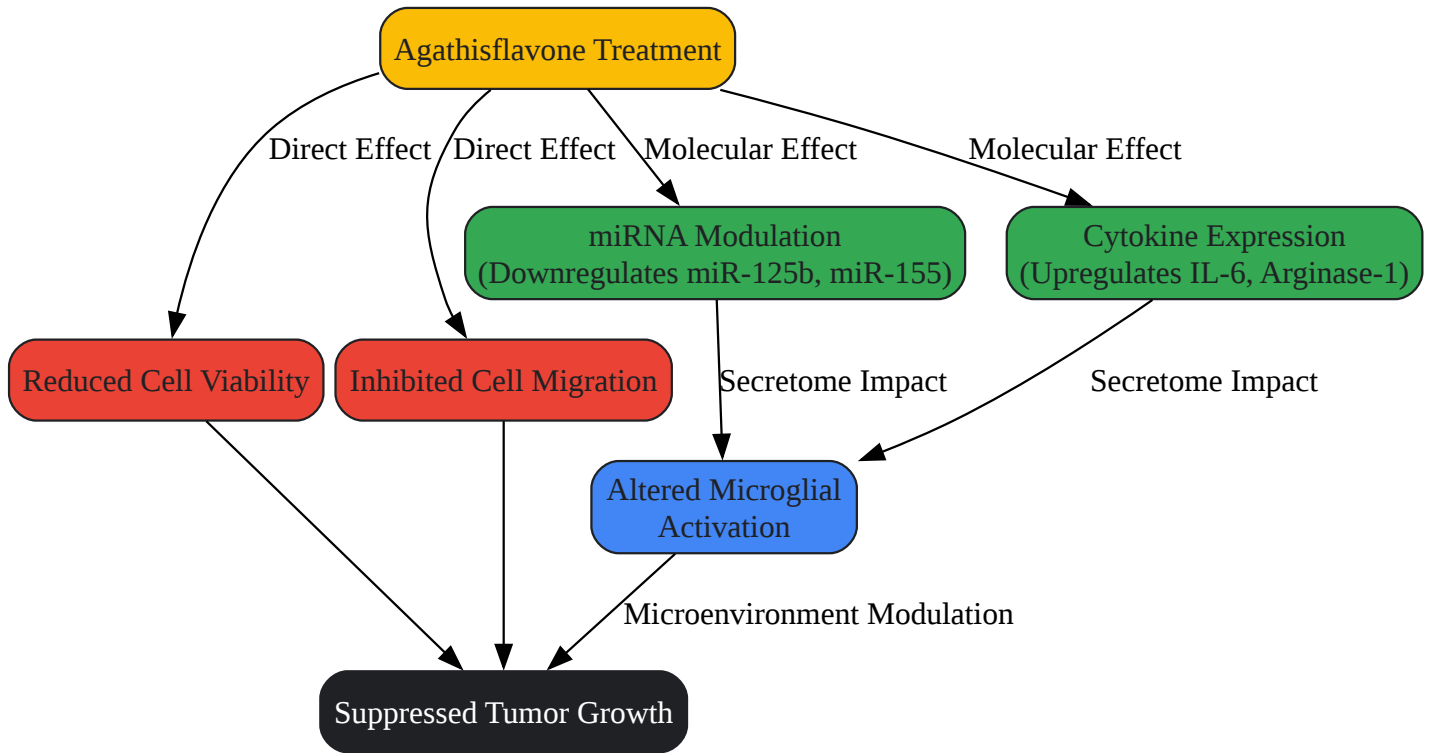 Agathisflavone Treatment
Direct Effect
Direct Effect
Molecular Effect
Molecular Effect
miRNA Modulation
(Downregulates miR-125b, miR-155)
Cytokine Expression
(Upregulates IL-6, Arginase-1)
Reduced Cell Viability
Inhibited Cell Migration
Secretome Impact
Secretome Impact
Altered Microglial
Activation
Microenvironment Modulation
Suppressed Tumor Growth